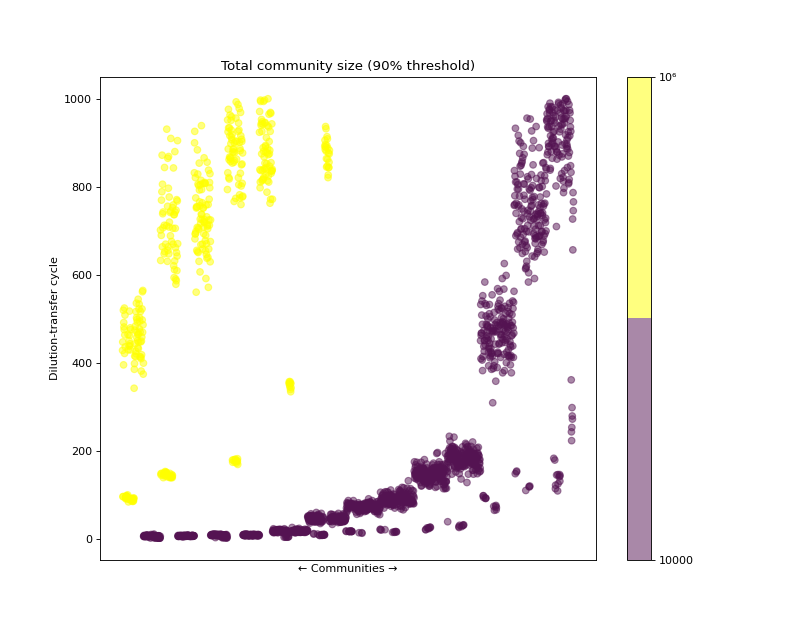 Total community size (90% threshold)
10⁶
1000
800
600
400
200
0
Dilution-transfer cycle
10000
← Communities →